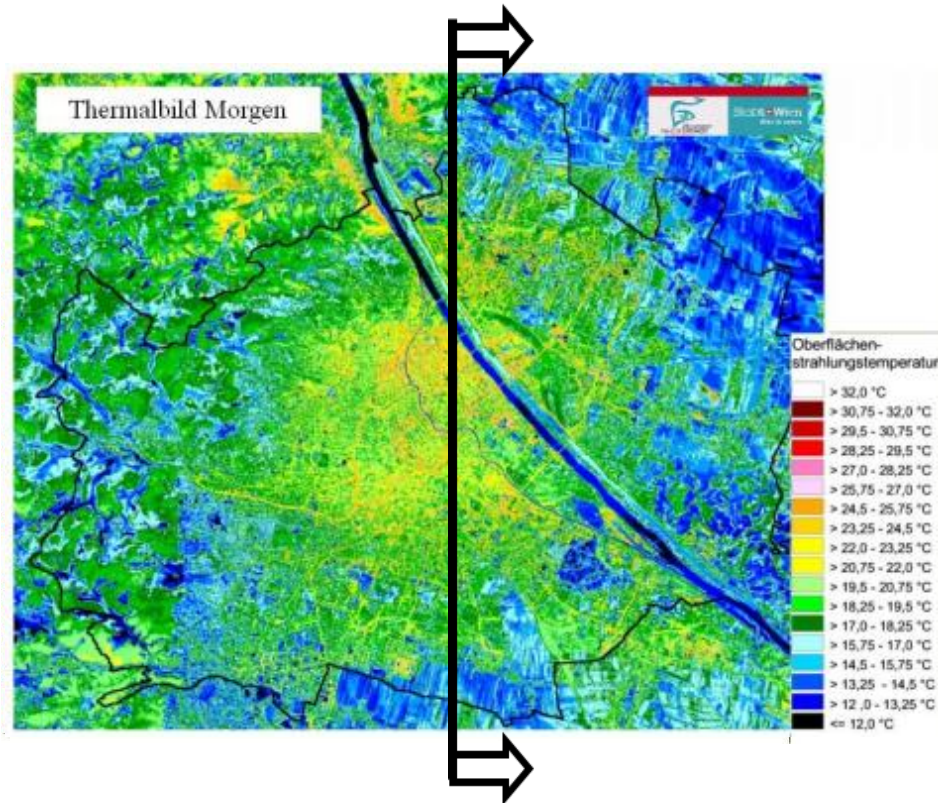 Thermalbild Morgen
Oberflächen-
strahlungstemperatur
> 32,0 °C
> 30,75 - 32,0 °C
> 29,5 - 30,75 °C
> 28,25 - 29,5 °C
> 27,0 - 28,25 °C
> 25,75 - 27,0 °C
> 24,5 - 25,75 °C
> 23,25 - 24,5 °C
> 22,0 - 23,25 °C
> 20,75 - 22,0 °C
> 19,5 - 20,75 °C
> 18,25 - 19,5 °C
> 17,0 - 18,25 °C
> 15,75 - 17,0 °C
> 14,5 - 15,75 °C
> 13,25 - 14,5 °C
> 12 ,0 - 13,25 °C
<= 12,0 °C